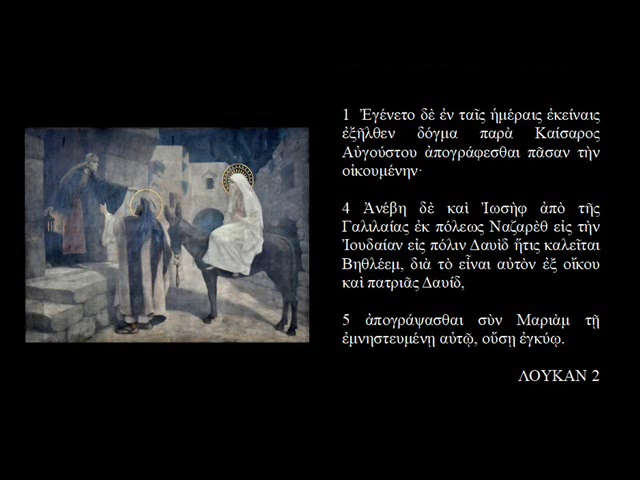 1 Ἐγένετο δὲ ἐν ταῖς ἡμέραις ἐκείναις
ἐξῆλθεν δόγμα παρὰ Καίσαρος
Αὐγούστου ἀπογράφεσθαι πᾶσαν τὴν
οἰκουμένην·
4 Ἀνέβη δὲ καὶ Ἰωσὴφ ἀπὸ τῆς
Γαλιλαίας ἐκ πόλεως Ναζαρὲθ εἰς τὴν
Ἰουδαίαν εἰς πόλιν Δαυὶδ ἥτις καλεῖται
Βηθλέεμ, διὰ τὸ εἶναι αὐτὸν ἐξ οἴκου
καὶ πατριᾶς Δαυίδ,
5 ἀπογράψασθαι σὺν Μαριὰμ τῇ
ἐμνηστευμένῃ αὐτῷ, οὔσῃ ἐγκύῳ.
ΛΟΥΚΑΝ 2